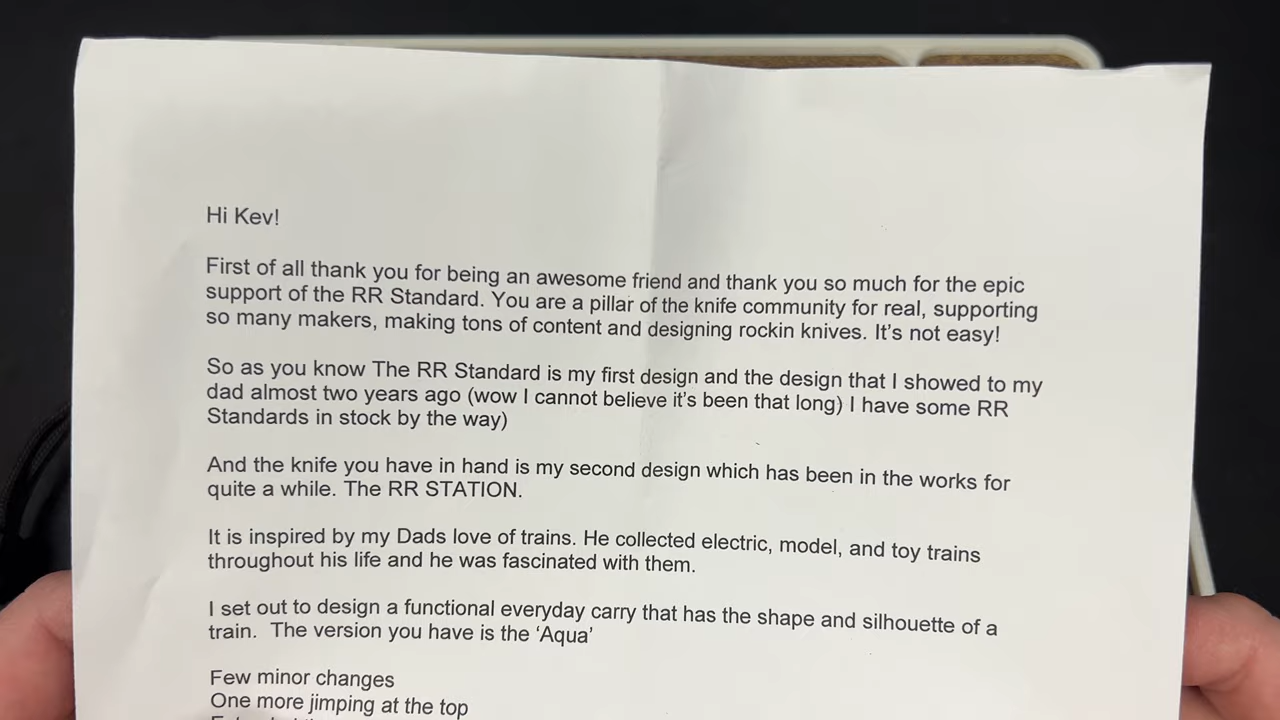 Hi Kev!
First of all thank you for being an awesome friend and thank you so much for the epic
support of the RR Standard. You are a pillar of the knife community for real, supporting
so many makers, making tons of content and designing rockin knives. It's not easy!
So as you know The RR Standard is my first design and the design that I showed to my
dad almost two years ago (wow I cannot believe it's been that long) I have some RR
Standards in stock by the way)
And the knife you have in hand is my second design which has been in the works for
quite a while. The RR STATION.
It is inspired by my Dads love of trains. He collected electric, model, and toy trains
throughout his life and he was fascinated with them.
I set out to design a functional everyday carry that has the shape and silhouette of a
train.  The version you have is the ‘Aqua’
Few minor changes
One more jimping at the top